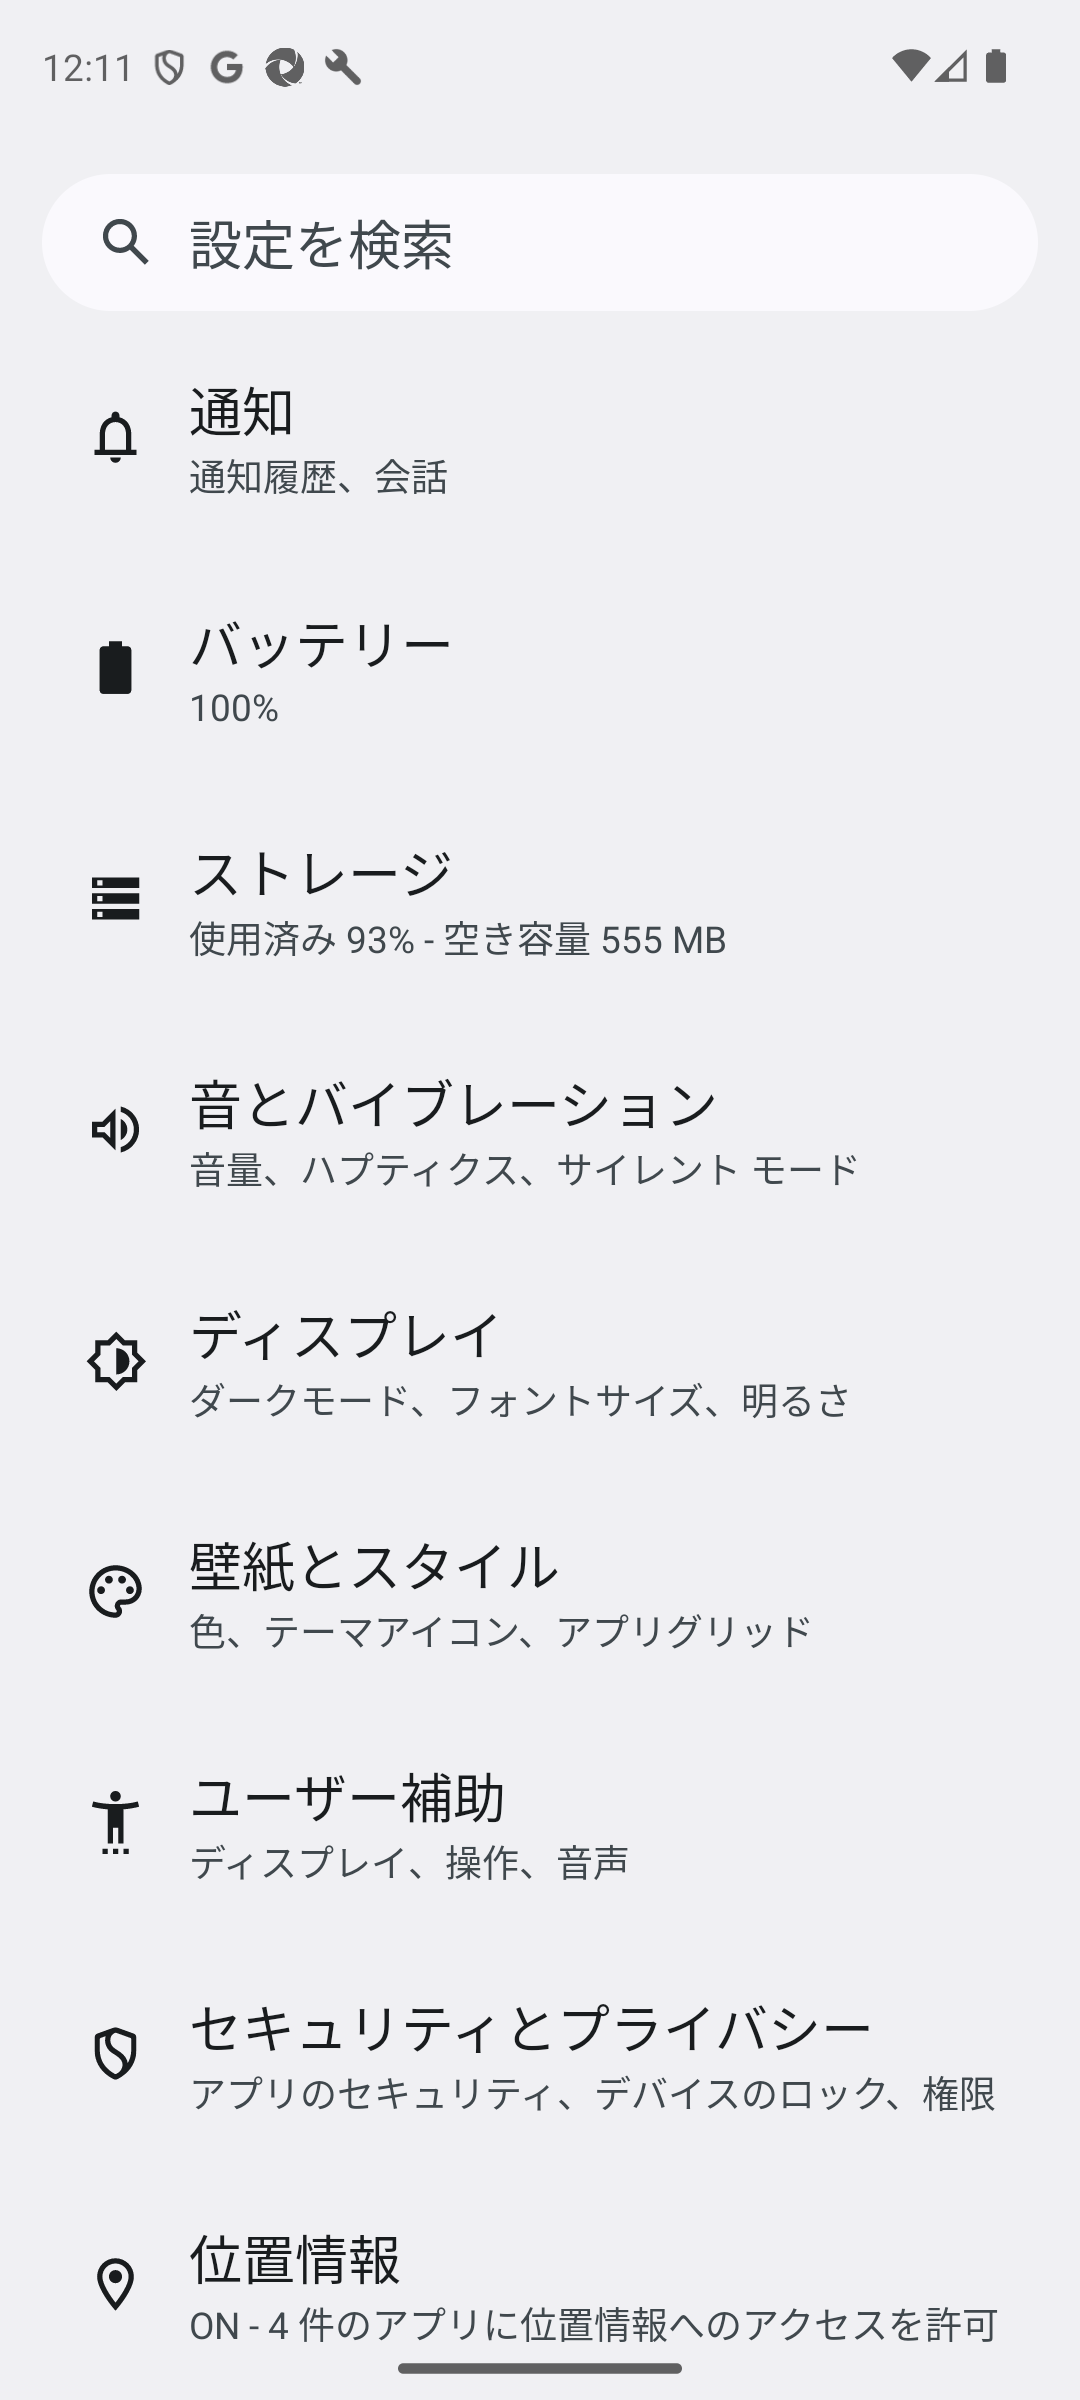 12:11
設定を検索
通知
通知履歴、会話
バッテリー
100%
ストレージ
使用済み 93% - 空き容量 555 MB
音とバイブレーション
音量、ハプティクス、サイレント モード
ディスプレイ
ダークモード、フォントサイズ、明るさ
壁紙とスタイル
色、テーマアイコン、アプリグリッド
ユーザー補助
ディスプレイ、操作、音声
セキュリティとプライバシー
アプリのセキュリティ、デバイスのロック、権限
位置情報
ON - 4 件のアプリに位置情報へのアクセスを許可